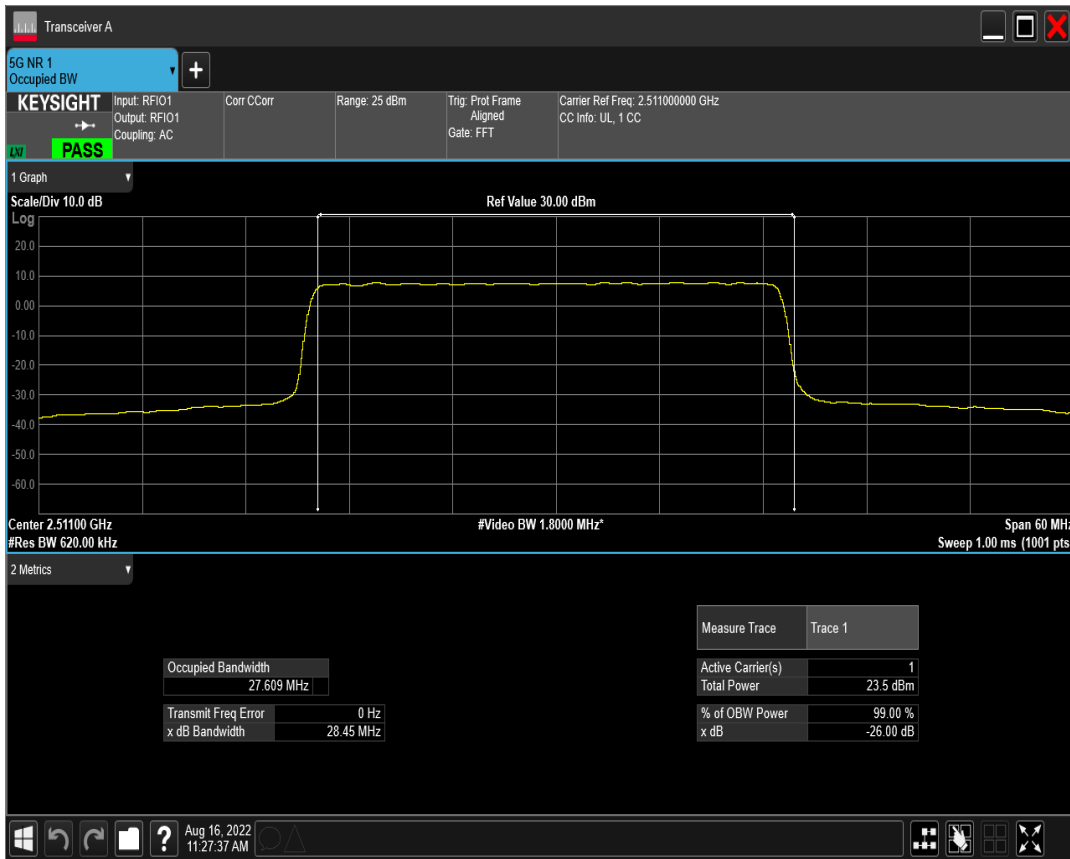 Transceiver A
5G NR 1
Occupied BW
+
KEYSIGHT
LXI
PASS
Input: RFIO1
Output: RFIO1
Coupling: AC
Corr CCorr
Range: 25 dBm
Trig: Prot Frame
Aligned
Gate: FFT
Carrier Ref Freq: 2.511000000 GHz
CC Info: UL, 1 CC
1 Graph
Scale/Div 10.0 dB
Ref Value 30.00 dBm
Log
20.0
10.0
0.00
-10.0
-20.0
-30.0
-40.0
-50.0
-60.0
Center 2.51100 GHz
#Video BW 1.8000 MHz*
Span 60 MHz
#Res BW 620.00 kHz
Sweep 1.00 ms (1001 pts
2 Metrics
Measure Trace Trace 1
Occupied Bandwidth
27.609 MHz
Active Carrier(s) 1
Total Power 23.5 dBm
Transmit Freq Error 0 Hz
x dB Bandwidth 28.45 MHz
% of OBW Power 99.00 %
x dB -26.00 dB
?
Aug 16, 2022
11:27:37 AM